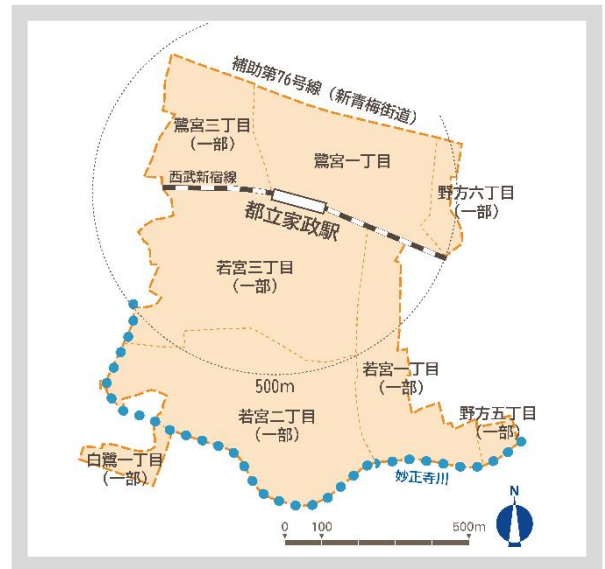 補助第76号線（新青梅街道）
鷺宮三丁目
（一部）
鷺宮一丁目
野方六丁目
（一部）
西武新宿線
都立家政駅
若宮三丁目
（一部）
500m
若宮一丁目
（一部）
若宮二丁目
（一部）
野方五丁目
（一部）
白鷺一丁目
（一部）
妙正寺川
N
0 100 500m